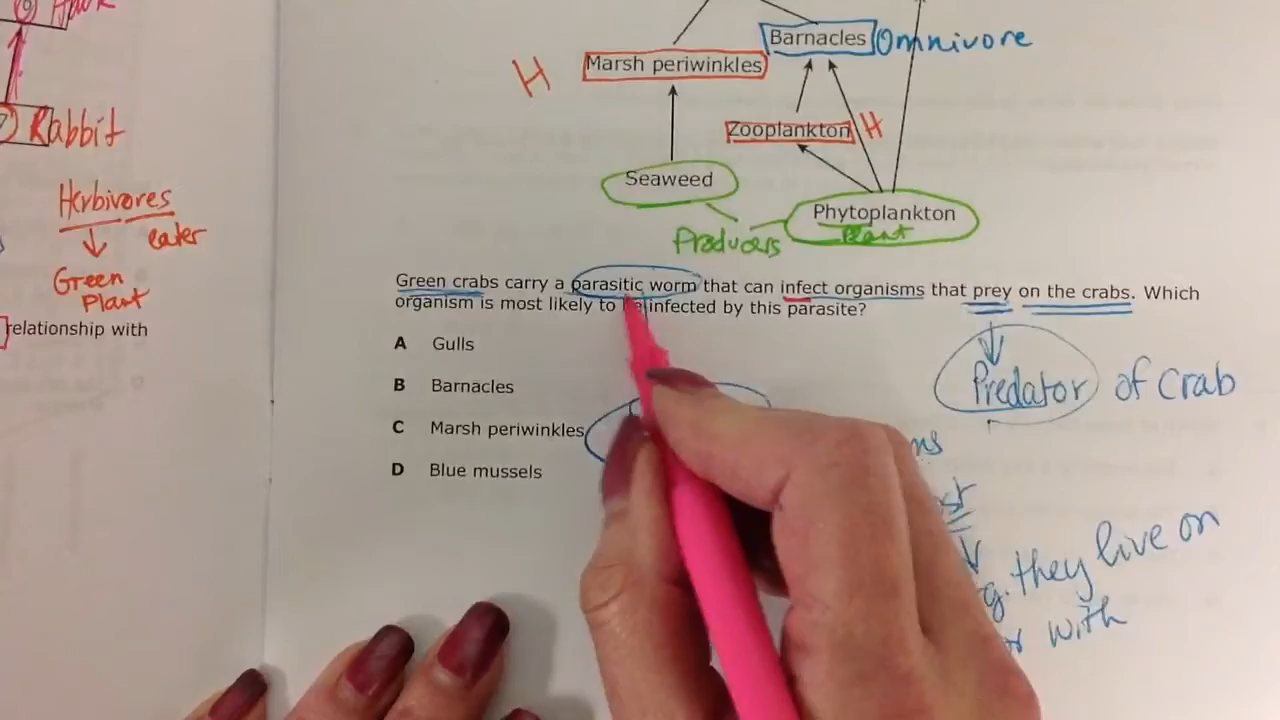 Hawk
Barnacles Omnivore
Marsh periwinkles
H
Rabbit
Zooplankton H
Seaweed
Herbivores
eater
Phytoplankton
Plant
Producers
Green
Plant
Green crabs carry a parasitic worm that can infect organisms that prey on the crabs. Which
organism is most likely to be infected by this parasite?
relationship with
A Gulls
B Barnacles
Predator of Crab
C Marsh periwinkles
D Blue mussels
they live on
with